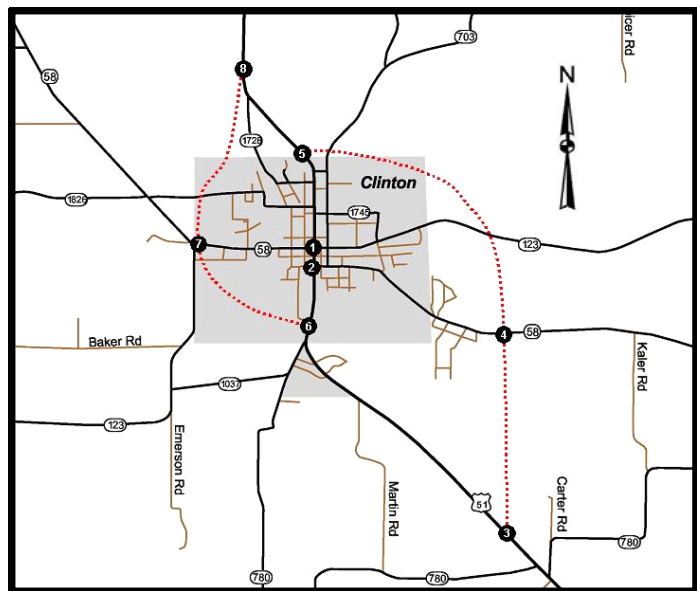 703
icer Rd
N
8
58
1728
5
Clinton
1826
1745
7
58
1
123
2
6
4
58
Baker Rd
Kaler Rd
1037
123
Emerson Rd
Martin Rd
51
Carter Rd
3
780
780
780